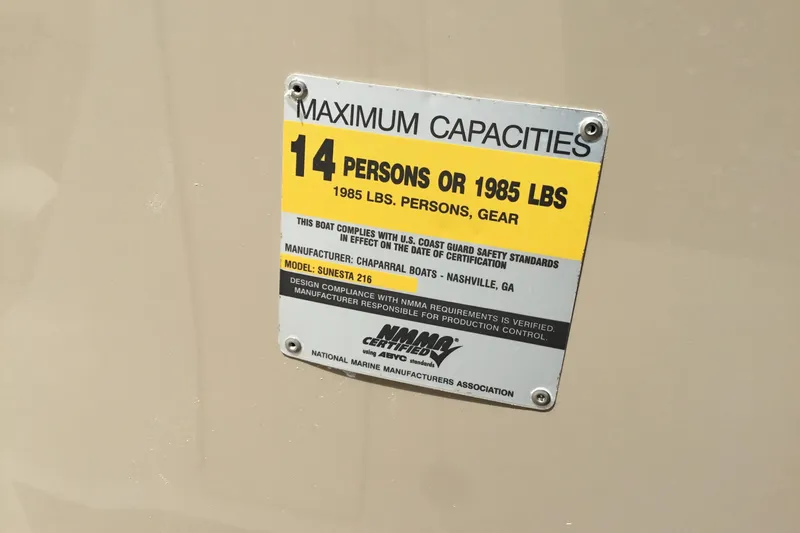 MAXIMUM CAPACITIES
14 PERSONS OR 1985 LBS
1985 LBS. PERSONS, GEAR
THIS BOAT COMPLIES WITH U.S. COAST GUARD SAFETY STANDARDS
IN EFFECT ON THE DATE OF CERTIFICATION
MANUFACTURER: CHAPARRAL BOATS - NASHVILLE, GA
MODEL: SUNESTA 216
DESIGN COMPLIANCE WITH NMMA REQUIREMENTS IS VERIFIED.
MANUFACTURER RESPONSIBLE FOR PRODUCTION CONTROL.
NMMA®
CERTIFIED
using ABYC standards
NATIONAL MARINE MANUFACTURERS ASSOCIATION